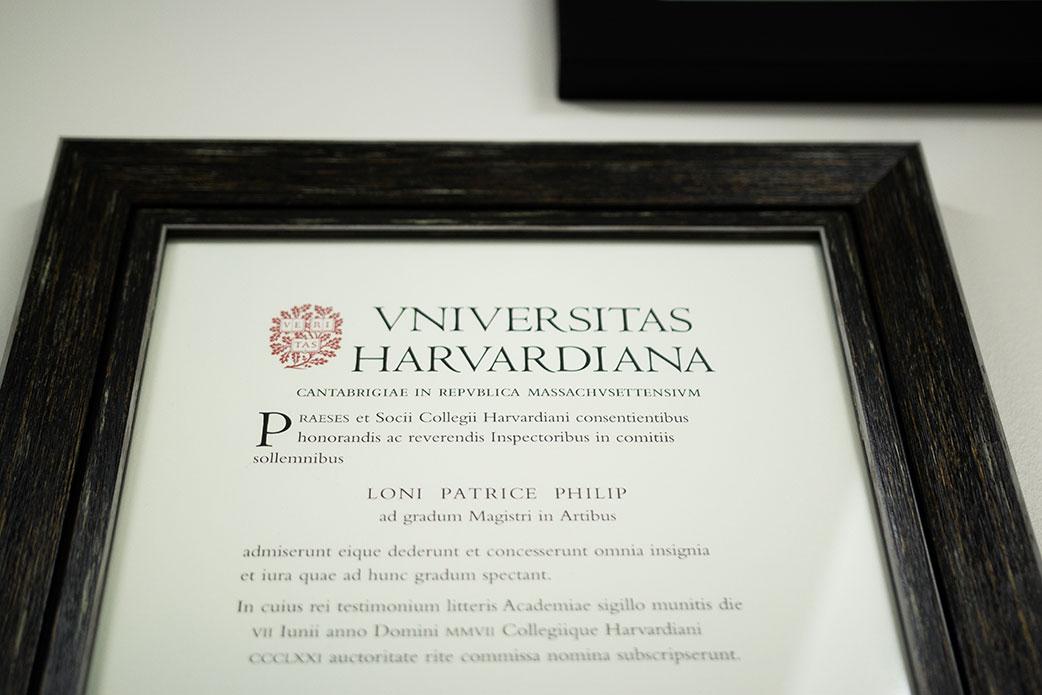 VE RI
TAS
VNIVERSITAS
HARVARDIANA
CANTABRIGIAE IN REPVBLICA MASSACHVSETTENSIVM
PRAESES et Socii Collegii Harvardiani consentientibus
honorandis ac reverendis Inspectoribus in comitiis
sollemnibus
LONI PATRICE PHILIP
ad gradum Magistri in Artibus
admiserunt eique dederunt et concesserunt omnia insignia
et iura quae ad hunc gradum spectant.
In cuius rei testimonium litteris Academiae sigillo munitis die
VII Iunii anno Domini MMVII Collegiique Harvardiani
CCCLXXI auctoritate rite commissa nomina subscripserunt.